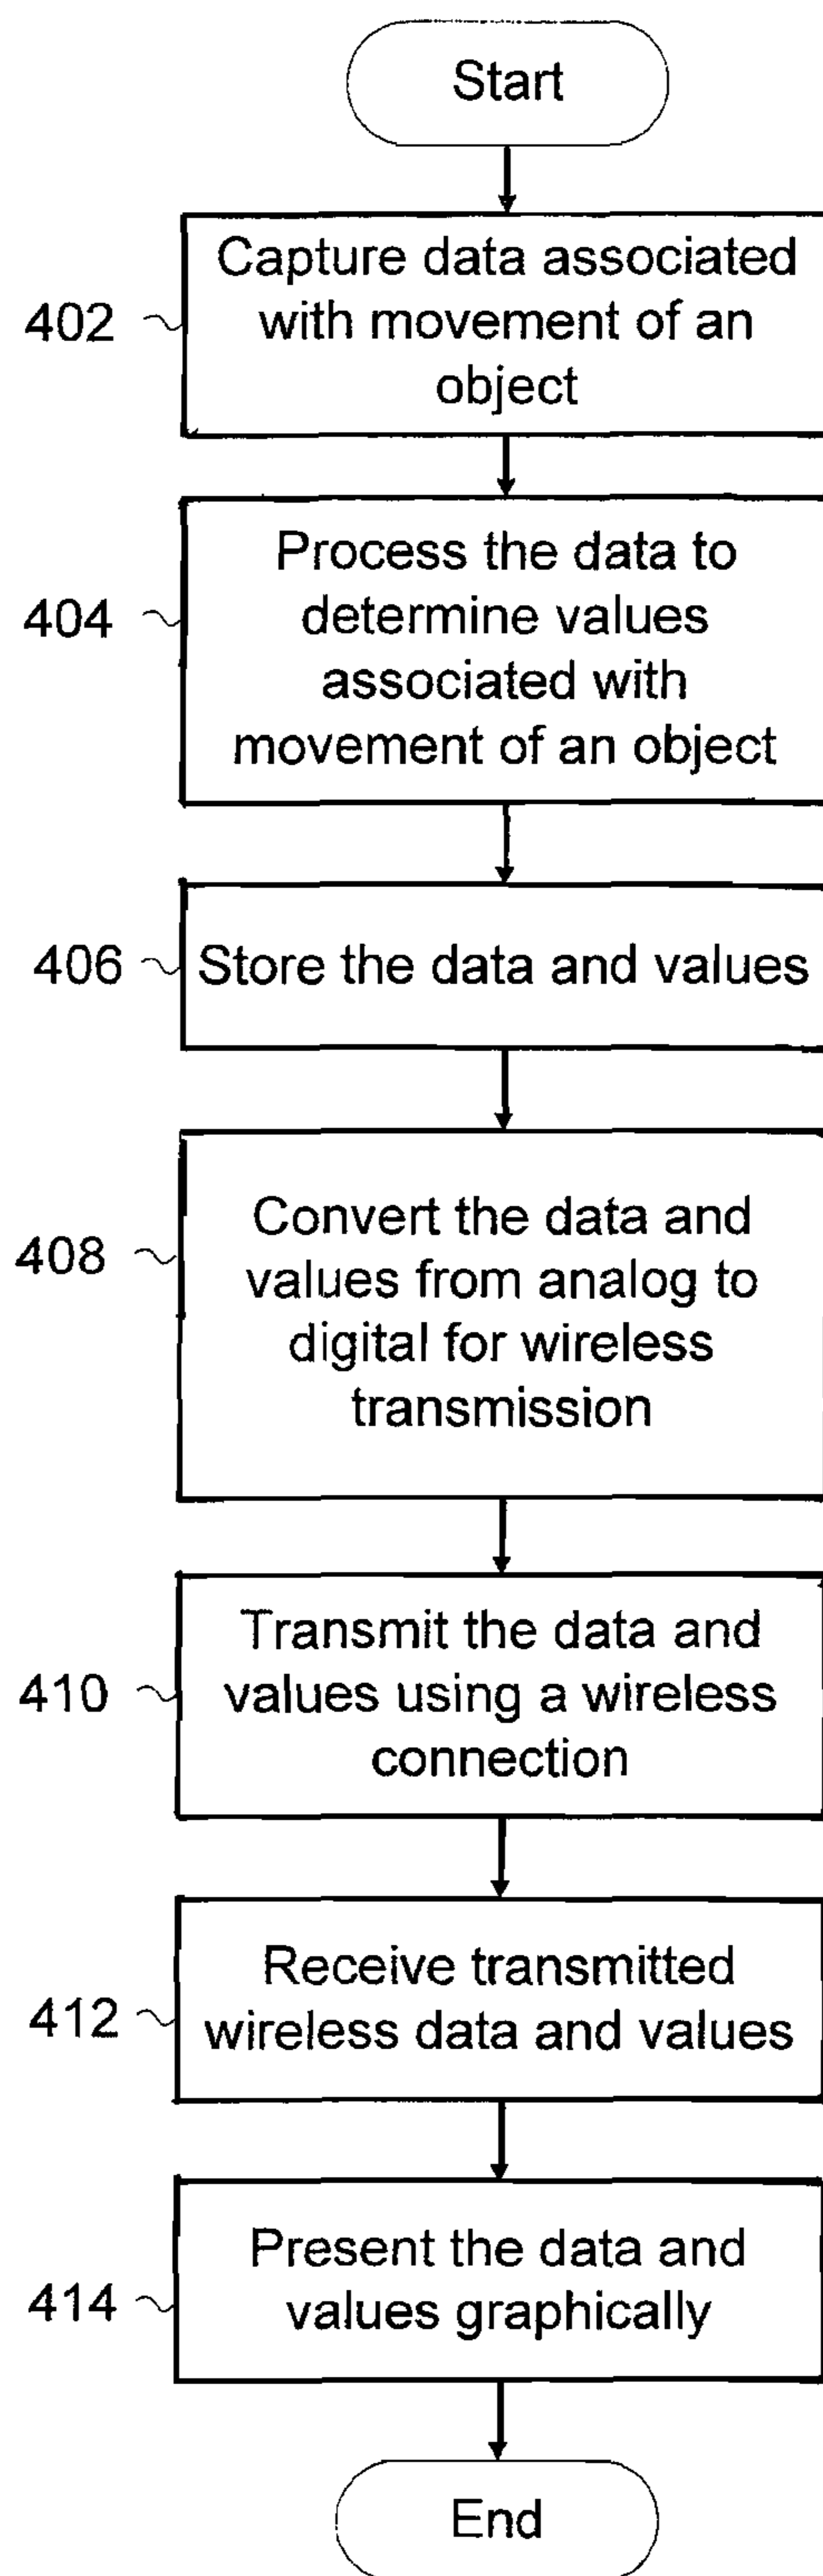 Start
402
Capture data associated
with movement of an
object
404
Process the data to
determine values
associated with
movement of an object
406
Store the data and values
408
Convert the data and
values from analog to
digital for wireless
transmission
410
Transmit the data and
values using a wireless
connection
412
Receive transmitted
wireless data and values
414
Present the data and
values graphically
End